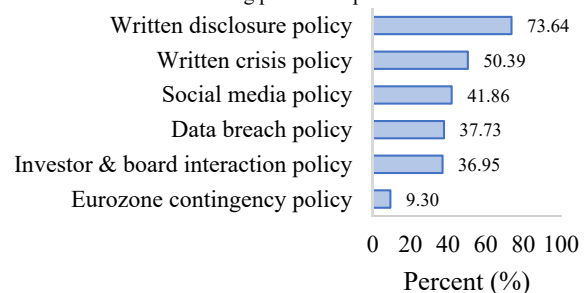 Written disclosure policy 73.64
Written crisis policy 50.39
Social media policy 41.86
Data breach policy 37.73
Investor & board interaction policy 36.95
Eurozone contingency policy 9.30
0 20 40 60 80 100
Percent (%)